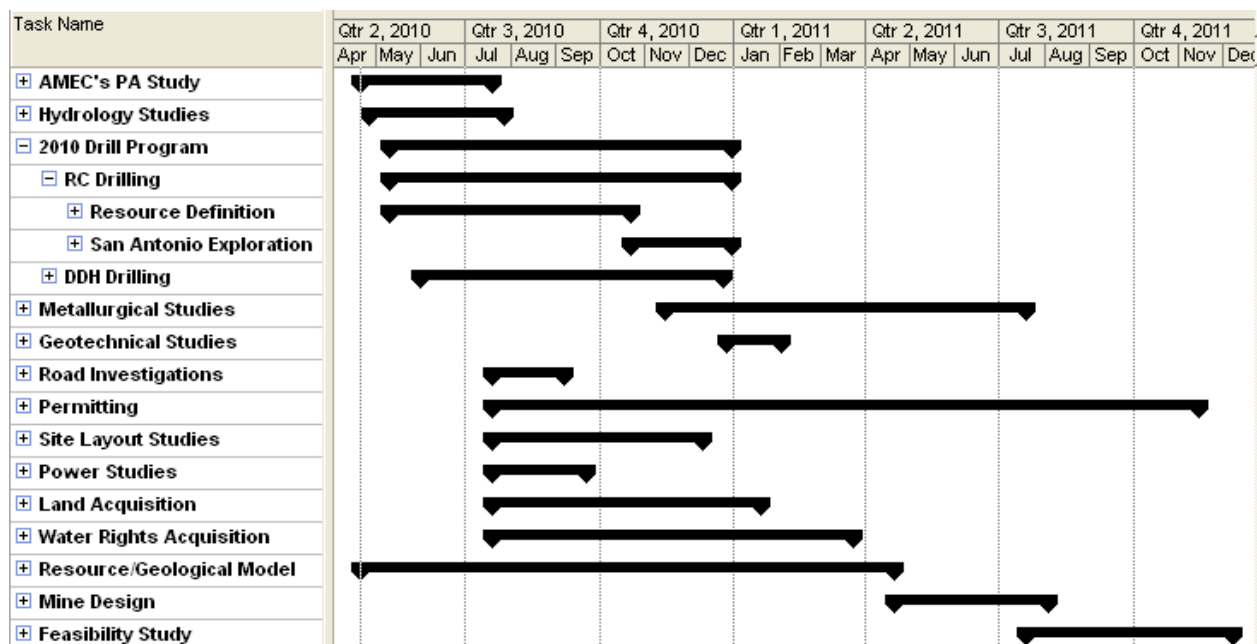 Task Name
Qtr 2, 2010 Qtr 3, 2010 Qtr 4, 2010 Qtr 1, 2011 Qtr 2, 2011 Qtr 3, 2011 Qtr 4, 2011
Apr May Jun Jul Aug Sep Oct Nov Dec Jan Feb Mar Apr May Jun Jul Aug Sep Oct Nov Dec
AMEC's PA Study
Hydrology Studies
2010 Drill Program
RC Drilling
Resource Definition
San Antonio Exploration
DDH Drilling
Metallurgical Studies
Geotechnical Studies
Road Investigations
Permitting
Site Layout Studies
Power Studies
Land Acquisition
Water Rights Acquisition
Resource/Geological Model
Mine Design
Feasibility Study